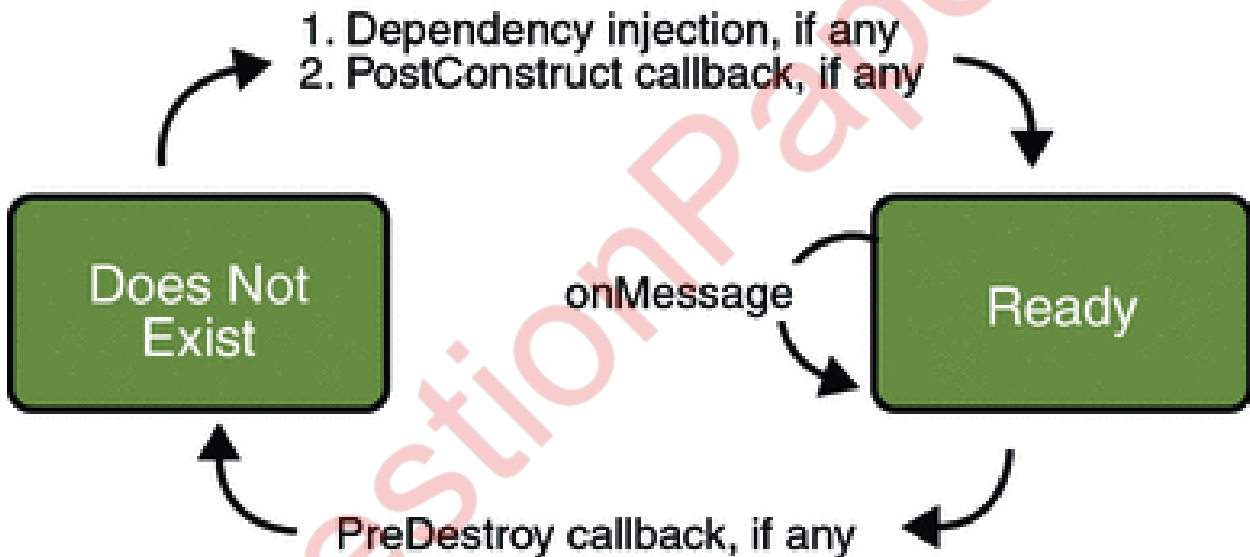 1. Dependency injection, if any
2. PostConstruct callback, if any
Does Not
Exist
onMessage
Ready
PreDestroy callback, if any
estionPape